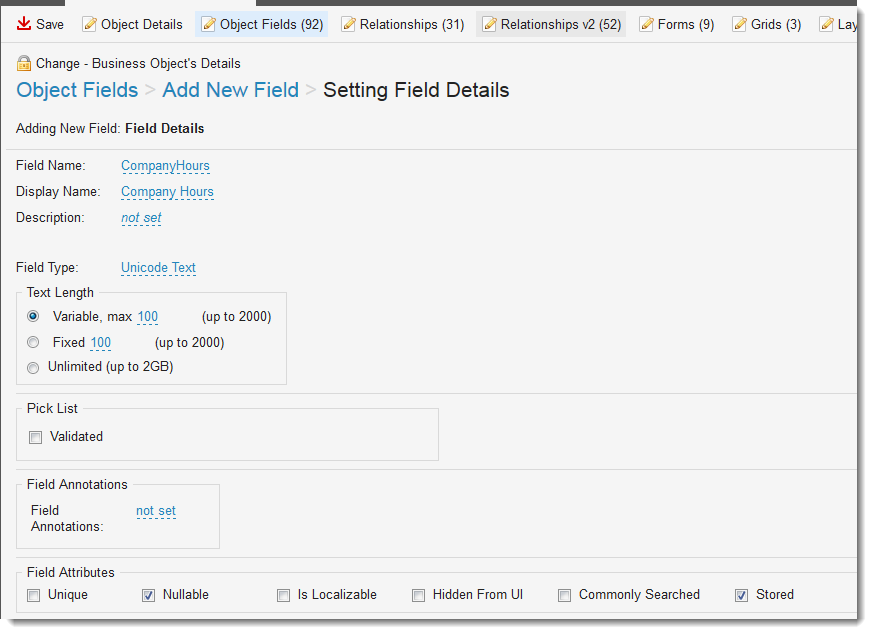 Save Object Details Object Fields (92) Relationships (31) Relationships v2 (52) Forms (9) Grids (3) Lay
Change - Business Object's Details
Object Fields > Add New Field > Setting Field Details
Adding New Field: Field Details
Field Name: CompanyHours
Display Name: Company Hours
Description: not set
Field Type: Unicode Text
Text Length
Variable, max 100 (up to 2000)
Fixed 100 (up to 2000)
Unlimited (up to 2GB)
Pick List
Validated
Field Annotations
Field not set
Annotations:
Field Attributes
Unique Nullable Is Localizable Hidden From UI Commonly Searched Stored